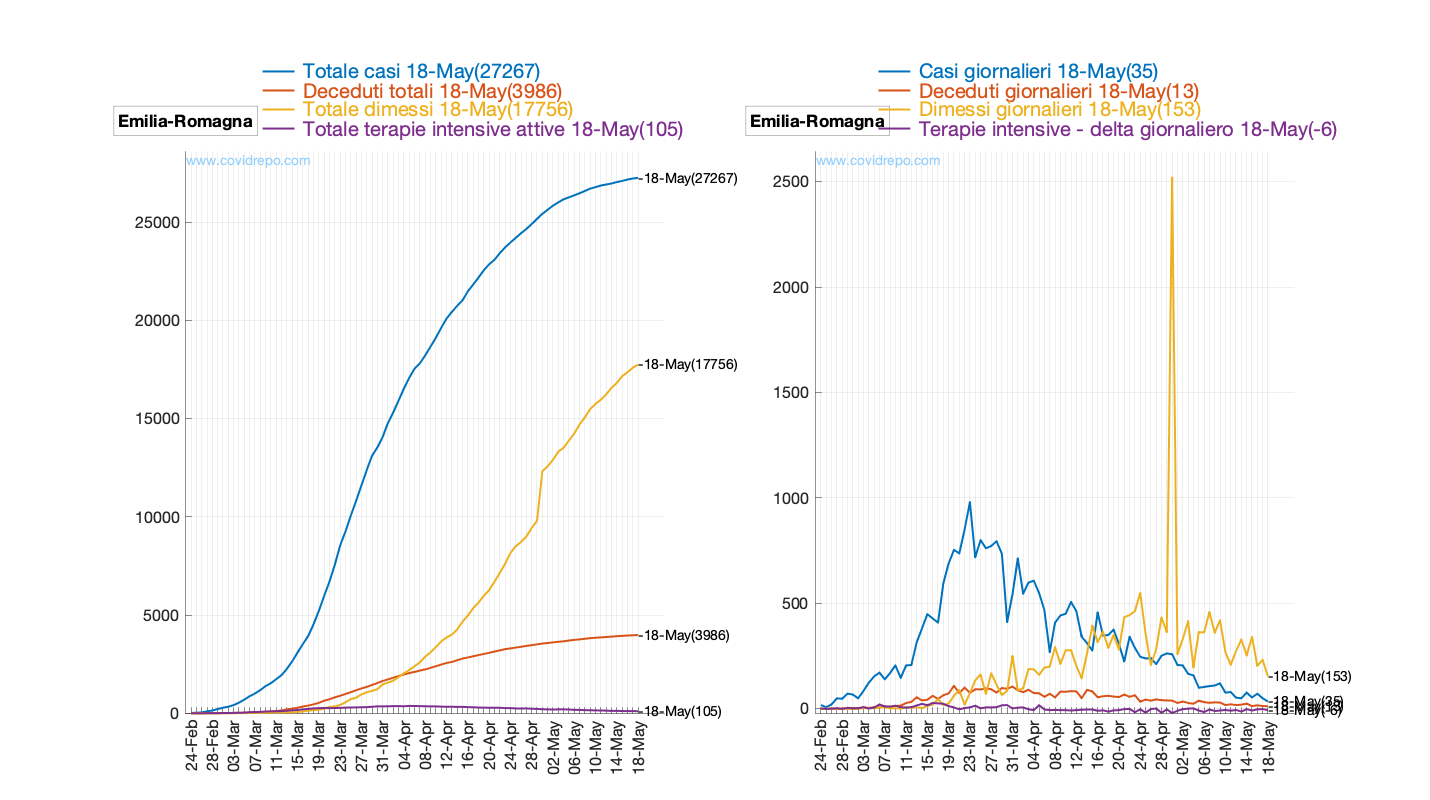 Totale casi 18-May(27267)
Deceduti totali 18-May(3986)
Totale dimessi 18-May(17756)
Totale terapie intensive attive 18-May(105)
Emilia-Romagna
www.covidrepo.com
25000
20000
15000
10000
5000
0
18-May(27267)
18-May(17756)
18-May(3986)
18-May(105)
24-Feb
28-Feb
03-Mar
07-Mar
11-Mar
15-Mar
19-Mar
23-Mar
27-Mar
31-Mar
04-Apr
08-Apr
12-Apr
16-Apr
20-Apr
24-Apr
28-Apr
02-May
06-May
10-May
14-May
18-May
Casi giornalieri 18-May(35)
Deceduti giornalieri 18-May(13)
Dimessi giornalieri 18-May(153)
Terapie intensive - delta giornaliero 18-May(-6)
Emilia-Romagna
www.covidrepo.com
2500
2000
1500
1000
500
0
18-May(153)
18-May(35)
18-May(-6)
24-Feb
28-Feb
03-Mar
07-Mar
11-Mar
15-Mar
19-Mar
23-Mar
27-Mar
31-Mar
04-Apr
08-Apr
12-Apr
16-Apr
20-Apr
24-Apr
28-Apr
02-May
06-May
10-May
14-May
18-May